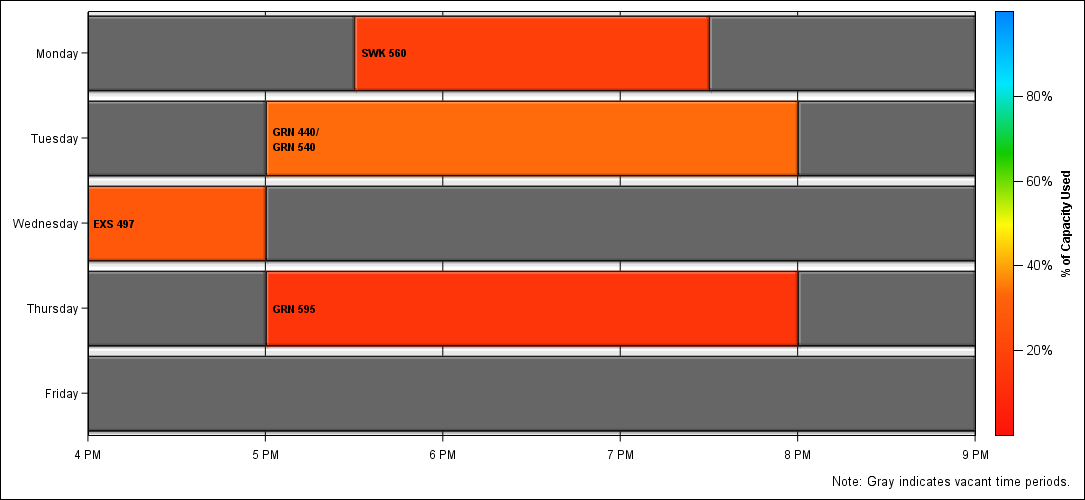 Monday
SWK 560
Tuesday
GRN 440/
GRN 540
Wednesday
EXS 497
Thursday
GRN 595
Friday
4 PM 5 PM 6 PM 7 PM 8 PM 9 PM
80%
60%
40%
20%
% of Capacity Used
Note: Gray indicates vacant time periods.